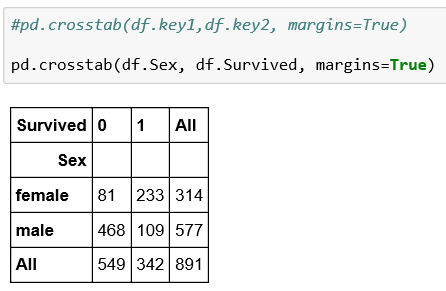 #pd.crosstab(df.key1,df.key2, margins=True)
pd.crosstab(df.Sex, df.Survived, margins=True)
Survived 0 1 All
Sex
female 81 233 314
male 468 109 577
All 549 342 891